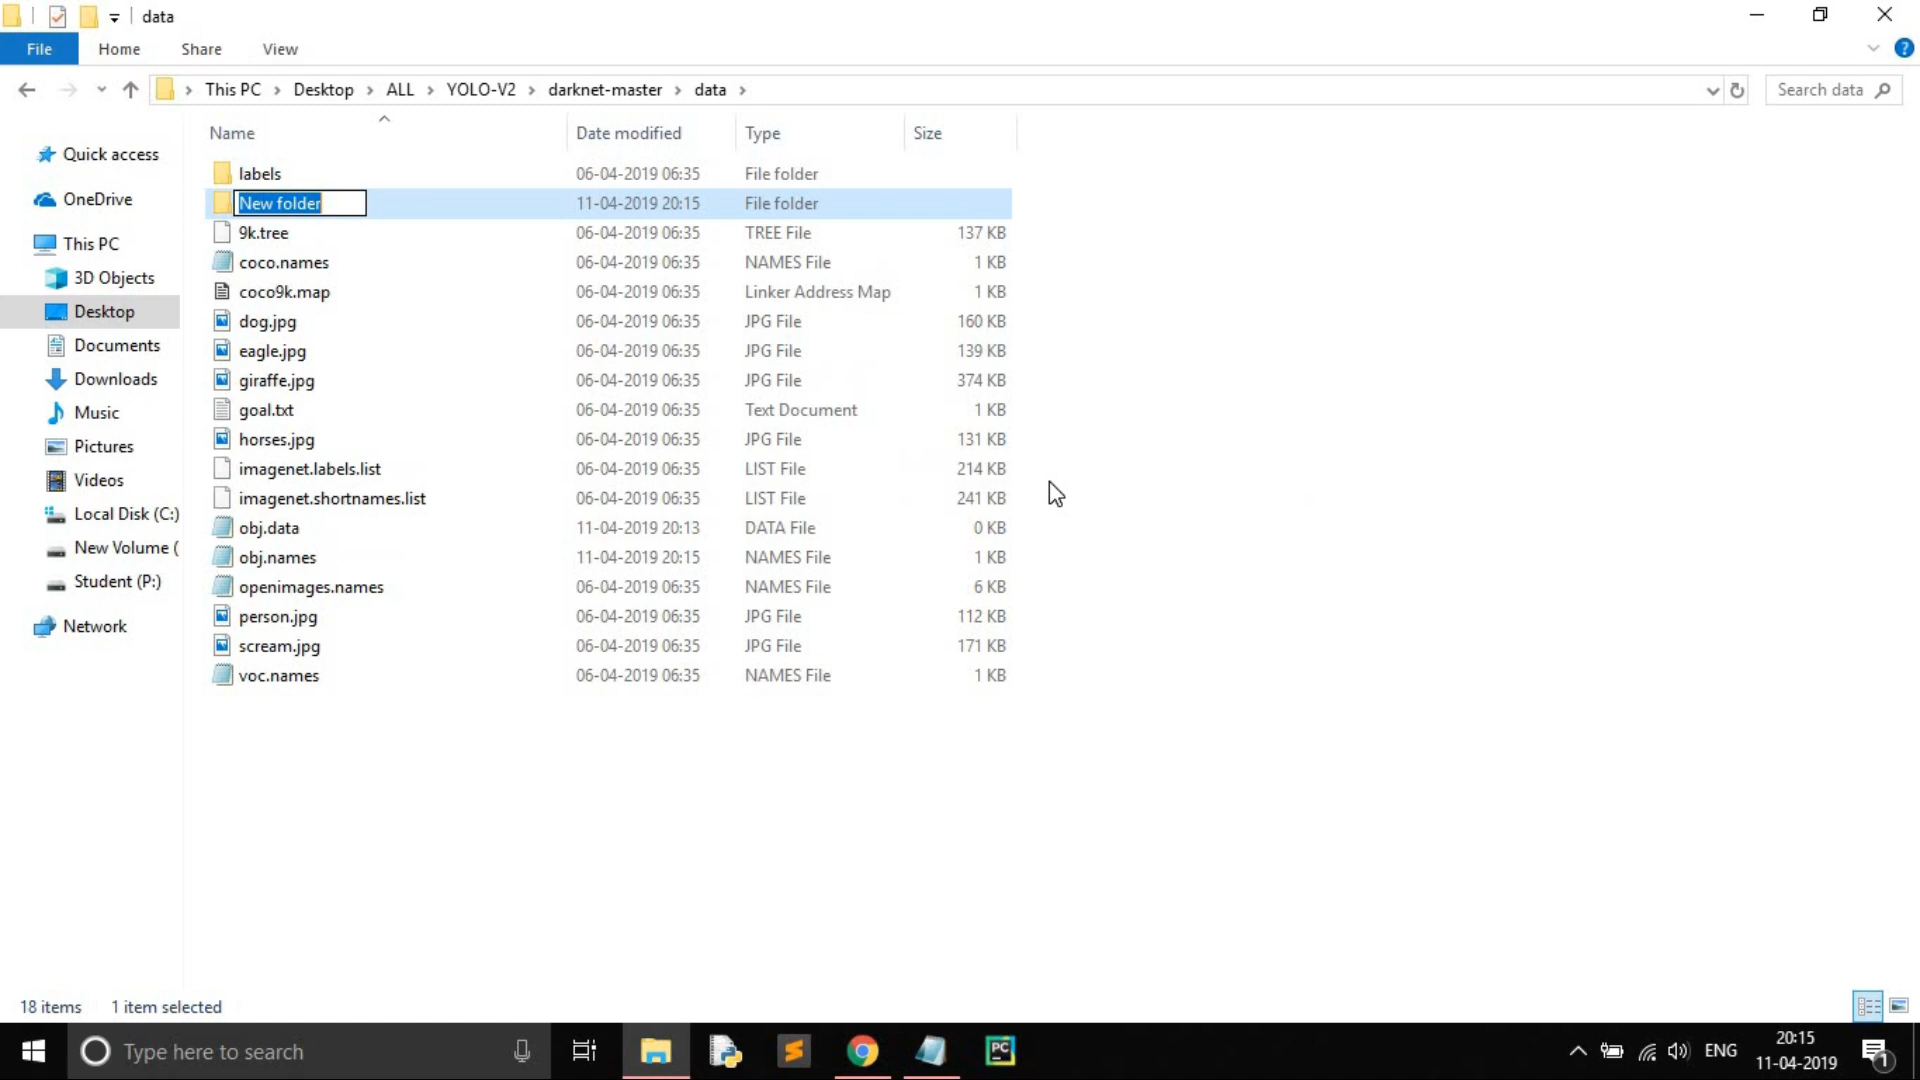 data
File Home Share View
This PC Desktop ALL YOLO-V2 darknet-master data Search data
Name Date modified Type Size
labels 06-04-2019 06:35 File folder
New folder 11-04-2019 20:15 File folder
9k.tree 06-04-2019 06:35 TREE File 137 KB
coco.names 06-04-2019 06:35 NAMES File 1 KB
coco9k.map 06-04-2019 06:35 Linker Address Map 1 KB
dog.jpg 06-04-2019 06:35 JPG File 160 KB
eagle.jpg 06-04-2019 06:35 JPG File 139 KB
giraffe.jpg 06-04-2019 06:35 JPG File 374 KB
goal.txt 06-04-2019 06:35 Text Document 1 KB
horses.jpg 06-04-2019 06:35 JPG File 131 KB
imagenet.labels.list 06-04-2019 06:35 LIST File 214 KB
imagenet.shortnames.list 06-04-2019 06:35 LIST File 241 KB
obj.data 11-04-2019 20:13 DATA File 0 KB
obj.names 11-04-2019 20:15 NAMES File 1 KB
openimages.names 06-04-2019 06:35 NAMES File 6 KB
person.jpg 06-04-2019 06:35 JPG File 112 KB
scream.jpg 06-04-2019 06:35 JPG File 171 KB
voc.names 06-04-2019 06:35 NAMES File 1 KB
Quick access
OneDrive
This PC
3D Objects
Desktop
Documents
Downloads
Music
Pictures
Videos
Local Disk (C:)
New Volume (
Student (P:)
Network
18 items 1 item selected
Type here to search
PC
ENG
20:15
11-04-2019
1